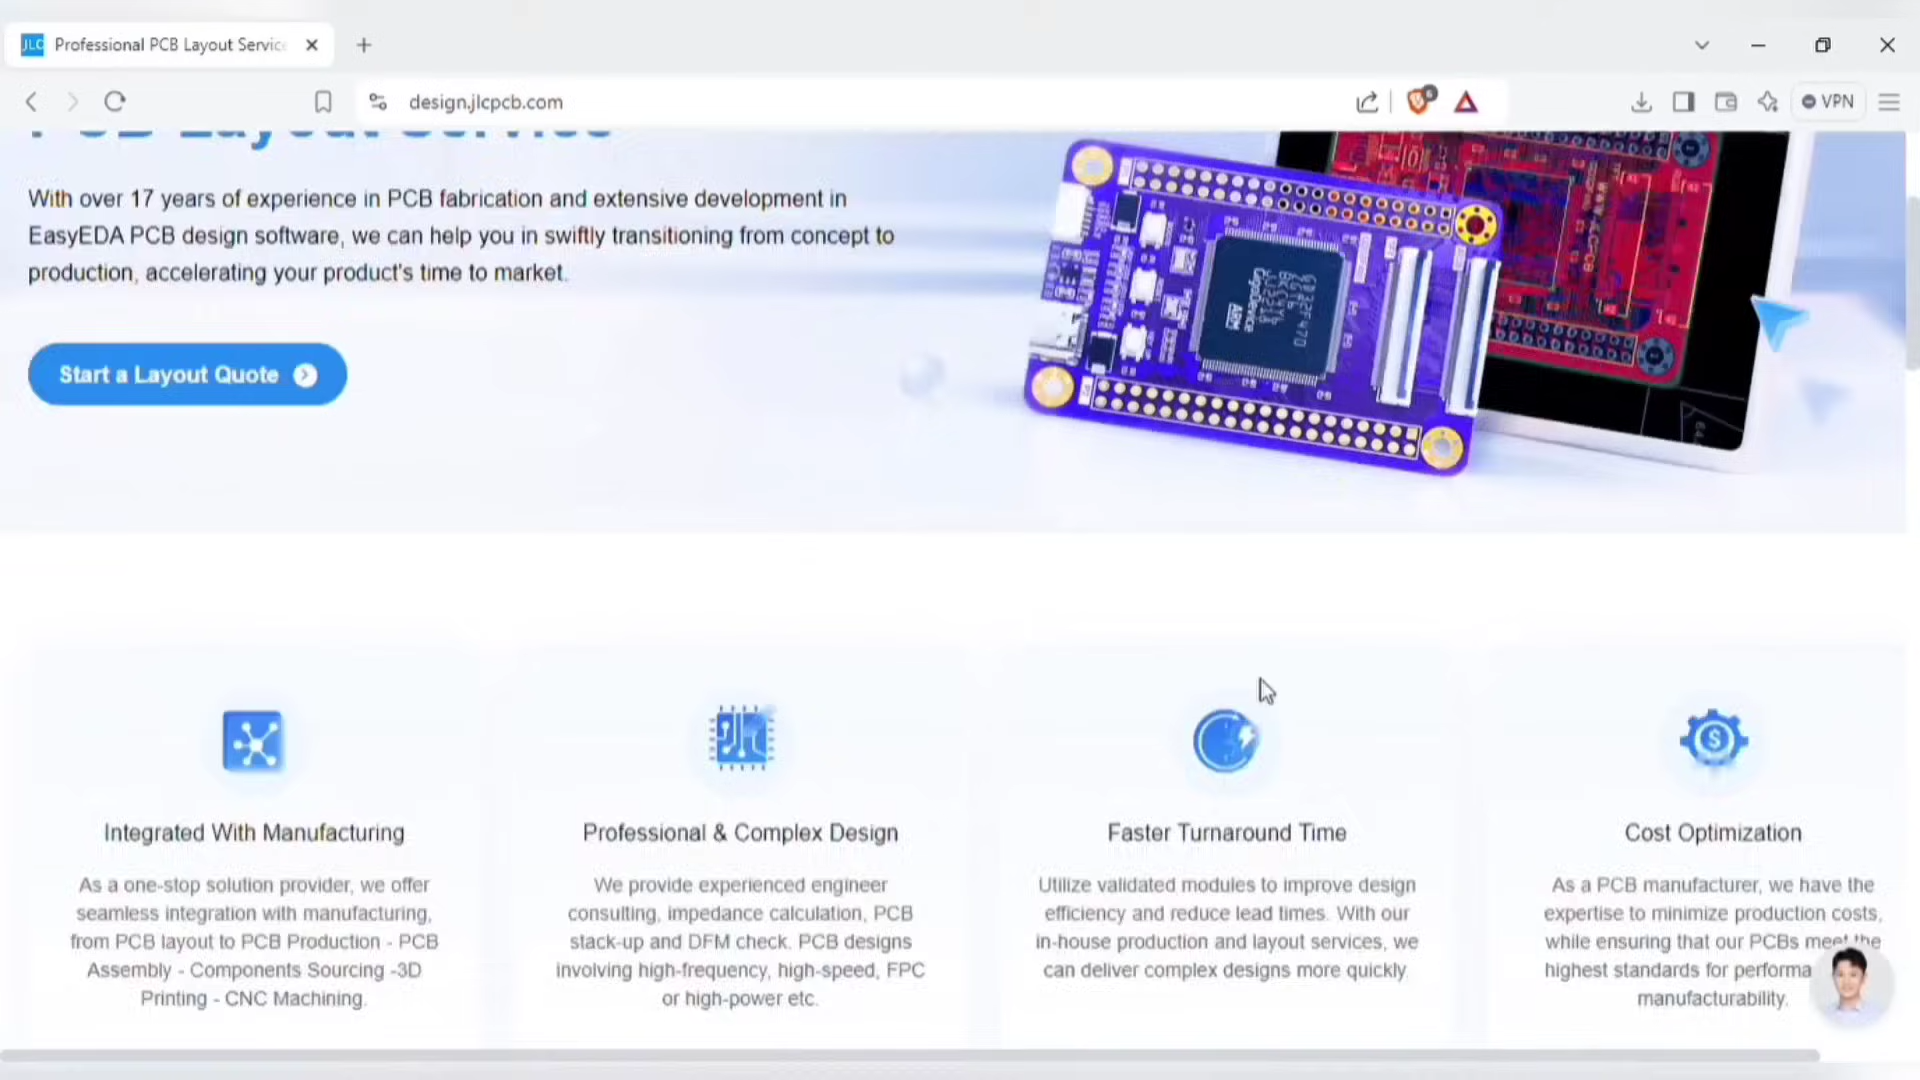 JLC Professional PCB Layout Servic
design.jlcpcb.com
6
VPN
PCB Layout Service
With over 17 years of experience in PCB fabrication and extensive development in
EasyEDA PCB design software, we can help you in swiftly transitioning from concept to
production, accelerating your product's time to market.
Start a Layout Quote
GD32F470
ARM
Integrated With Manufacturing
As a one-stop solution provider, we offer
seamless integration with manufacturing,
from PCB layout to PCB Production - PCB
Assembly - Components Sourcing -3D
Printing - CNC Machining.
Professional & Complex Design
We provide experienced engineer
consulting, impedance calculation, PCB
stack-up and DFM check. PCB designs
involving high-frequency, high-speed, FPC
or high-power etc.
Faster Turnaround Time
Utilize validated modules to improve design
efficiency and reduce lead times. With our
in-house production and layout services, we
can deliver complex designs more quickly.
Cost Optimization
As a PCB manufacturer, we have the
expertise to minimize production costs,
while ensuring that our PCBs meet the
highest standards for performa
manufacturability.